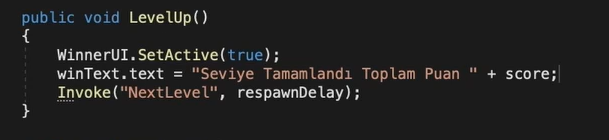 public void LevelUp()
{
WinnerUI.SetActive(true);
winText.text = "Seviye Tamamlandı Toplam Puan " + score;
Invoke("NextLevel", respawnDelay);
}